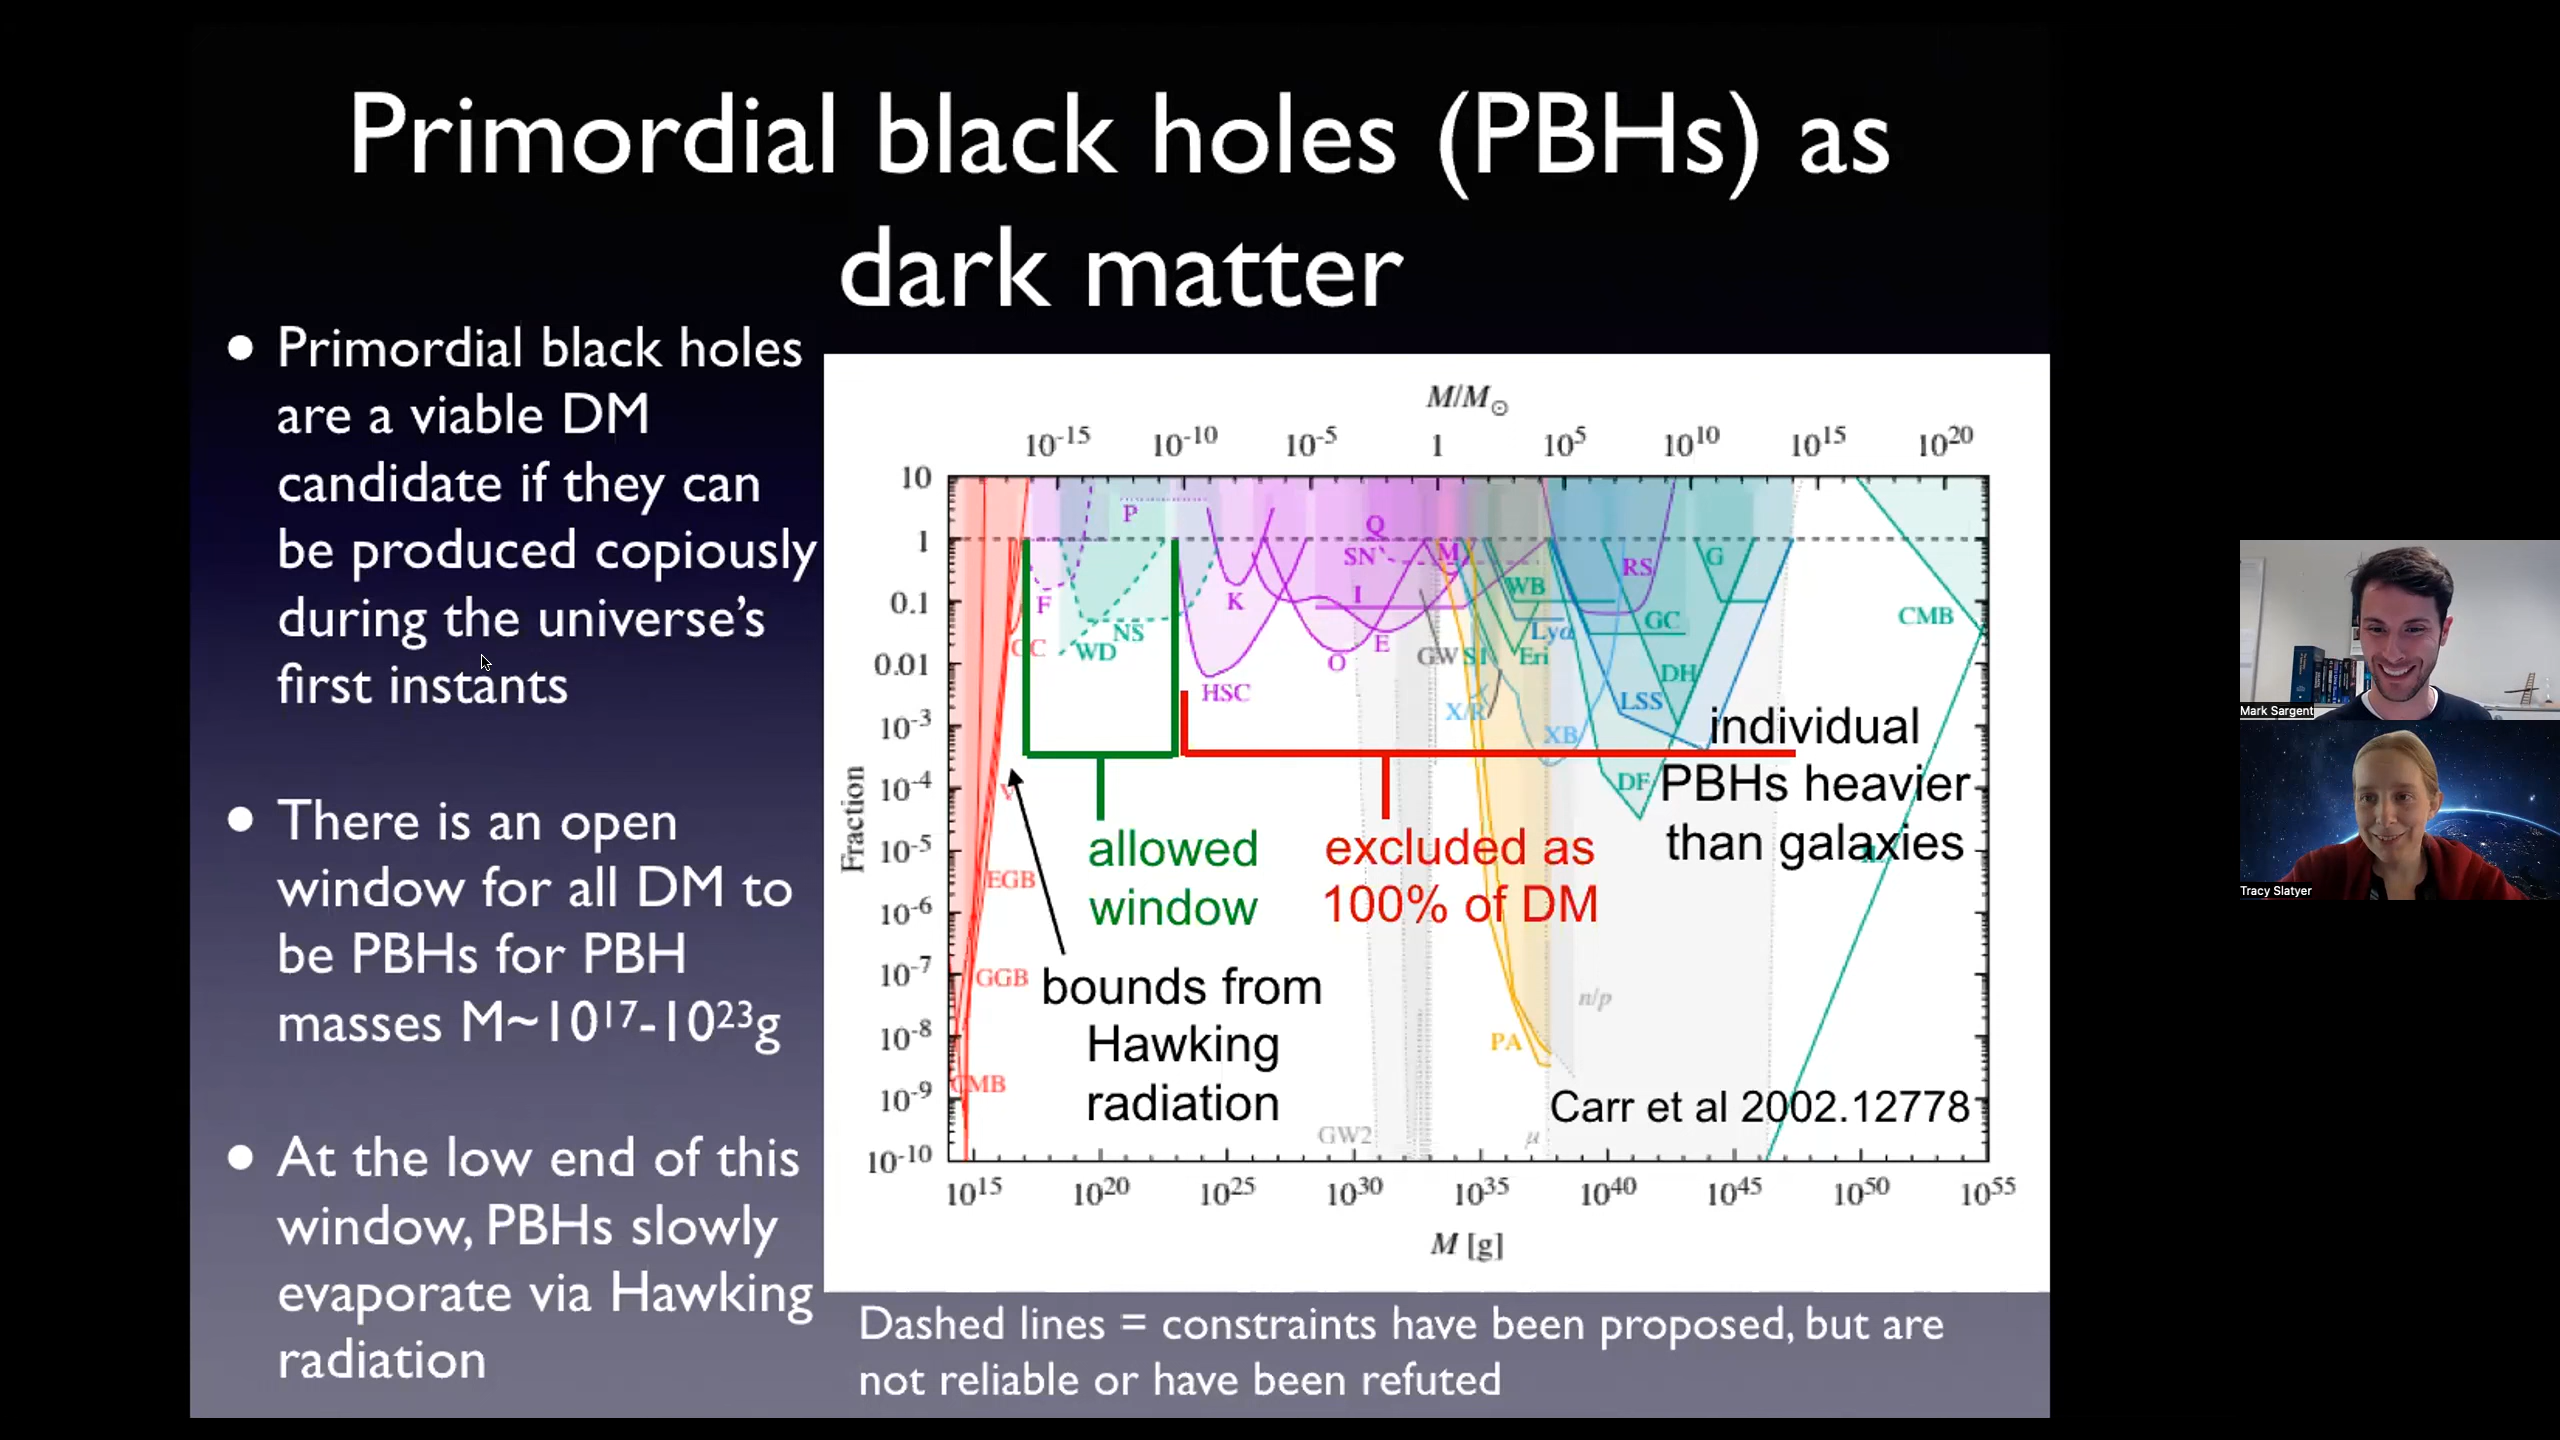 Primordial black holes (PBHs) as
dark matter
● Primordial black holes
are a viable DM
candidate if they can
be produced copiously
during the universe’s
first instants
● There is an open
window for all DM to
be PBHs for PBH
masses M~10¹⁷-10²³g
● At the low end of this
window, PBHs slowly
evaporate via Hawking
radiation
M/M☉
10⁻¹⁵ 10⁻¹⁰ 10⁻⁵ 1 10⁵ 10¹⁰ 10¹⁵ 10²⁰
10
1
0.1
0.01
10⁻³
10⁻⁴
10⁻⁵
10⁻⁶
10⁻⁷
10⁻⁸
10⁻⁹
10⁻¹⁰
Fraction
P
Q
SN
M
F
K
I
WB
RS
G
GC
NS
WD
O
E
Lyα
GC
CMB
GW
SI
Eri
DH
HSC
X/R
XB
LSS
V
DF
EGB
GGB
CMB
PA
n/p
GW2
μ
allowed
window
excluded as
100% of DM
individual
PBHs heavier
than galaxies
bounds from
Hawking
radiation
Carr et al 2002.12778
10¹⁵ 10²⁰ 10²⁵ 10³⁰ 10³⁵ 10⁴⁰ 10⁴⁵ 10⁵⁰ 10⁵⁵
M [g]
Dashed lines = constraints have been proposed, but are
not reliable or have been refuted
Mark Sargent
Tracy Slatyer